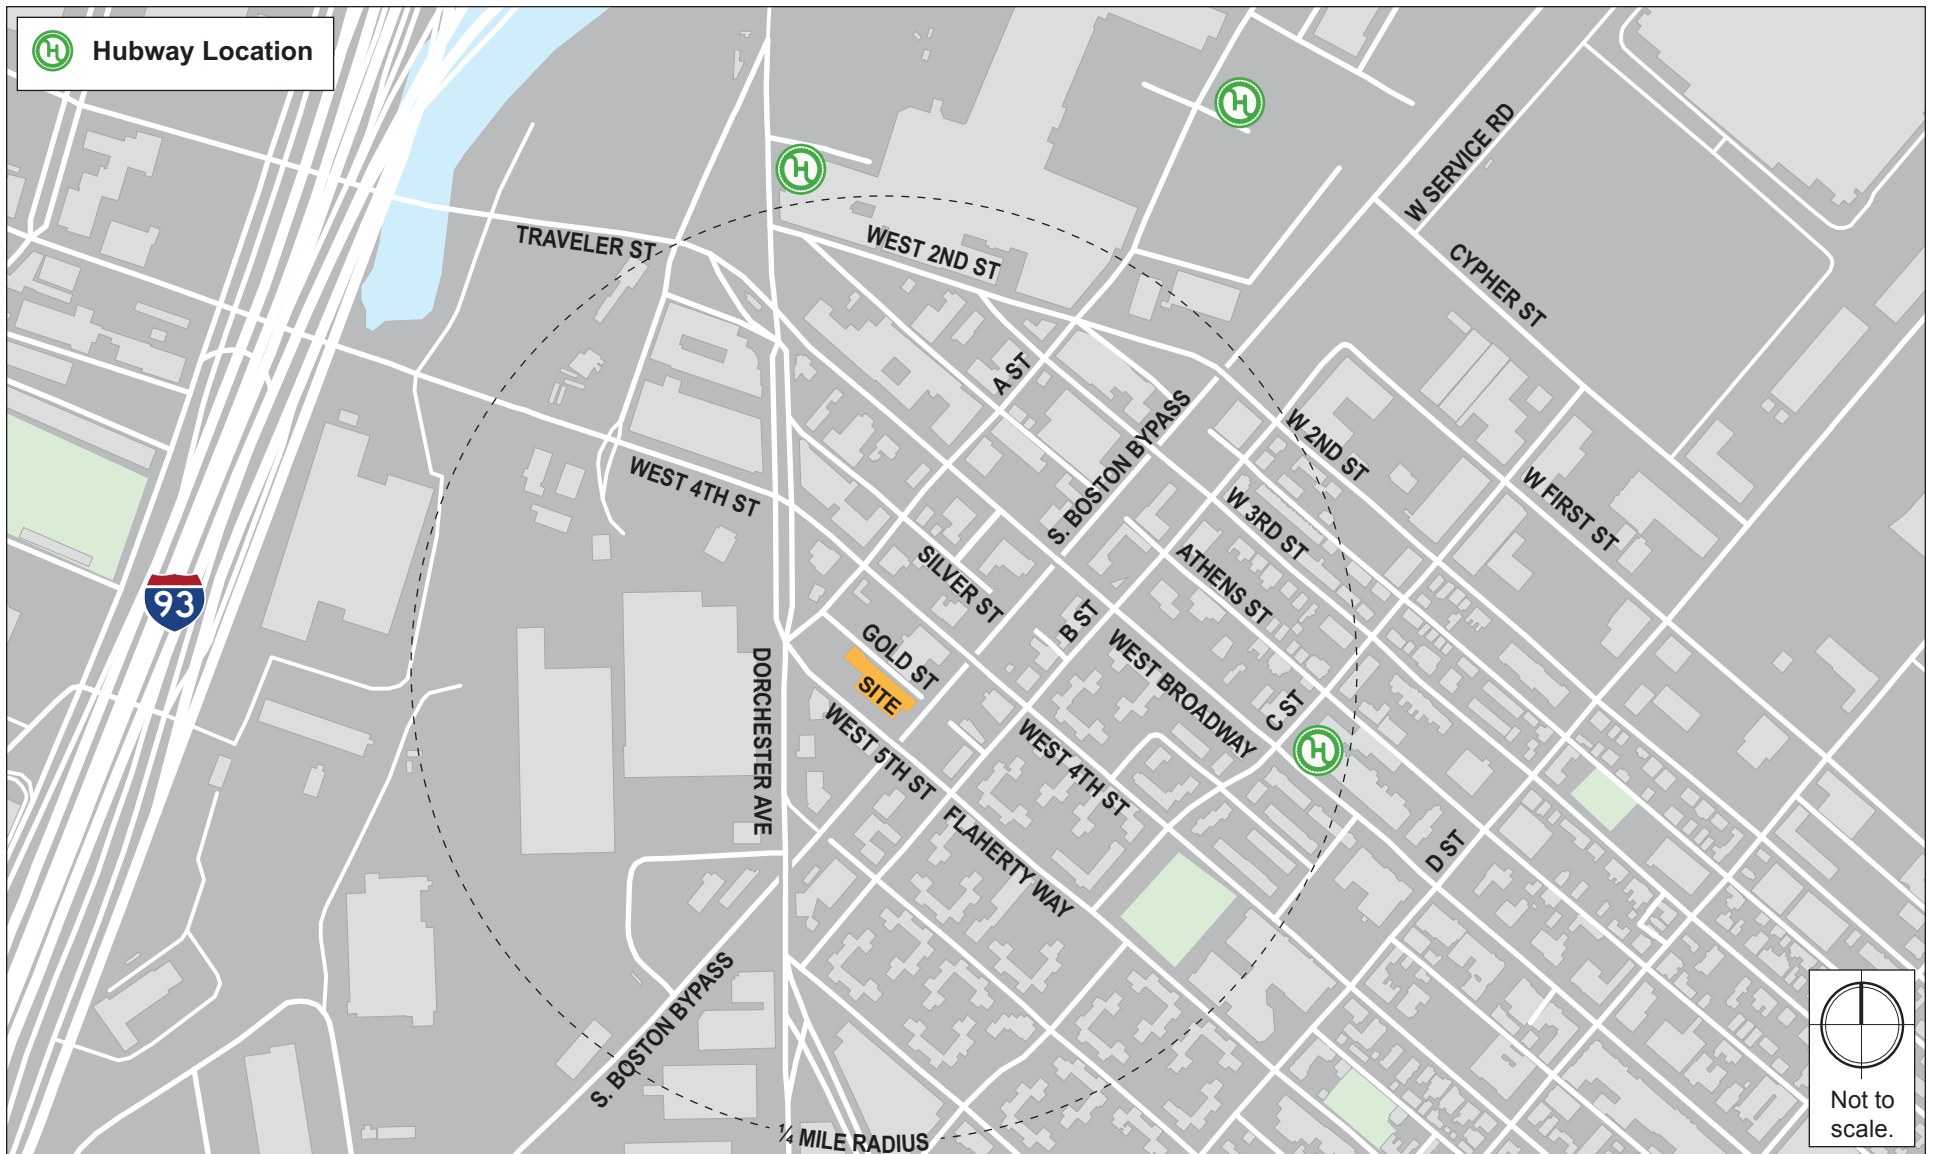 Hubway Location
W SERVICE RD
TRAVELER ST
WEST 2ND ST
CYPHER ST
A ST
S. BOSTON BYPASS
W 2ND ST
WEST 4TH ST
W FIRST ST
W 3RD ST
SILVER ST
ATHENS ST
93
B ST
GOLD ST
WEST BROADWAY
DORCHESTER AVE
SITE
C ST
WEST 5TH ST
WEST 4TH ST
FLAHERTY WAY
D ST
S. BOSTON BYPASS
¼ MILE RADIUS
Not to
scale.